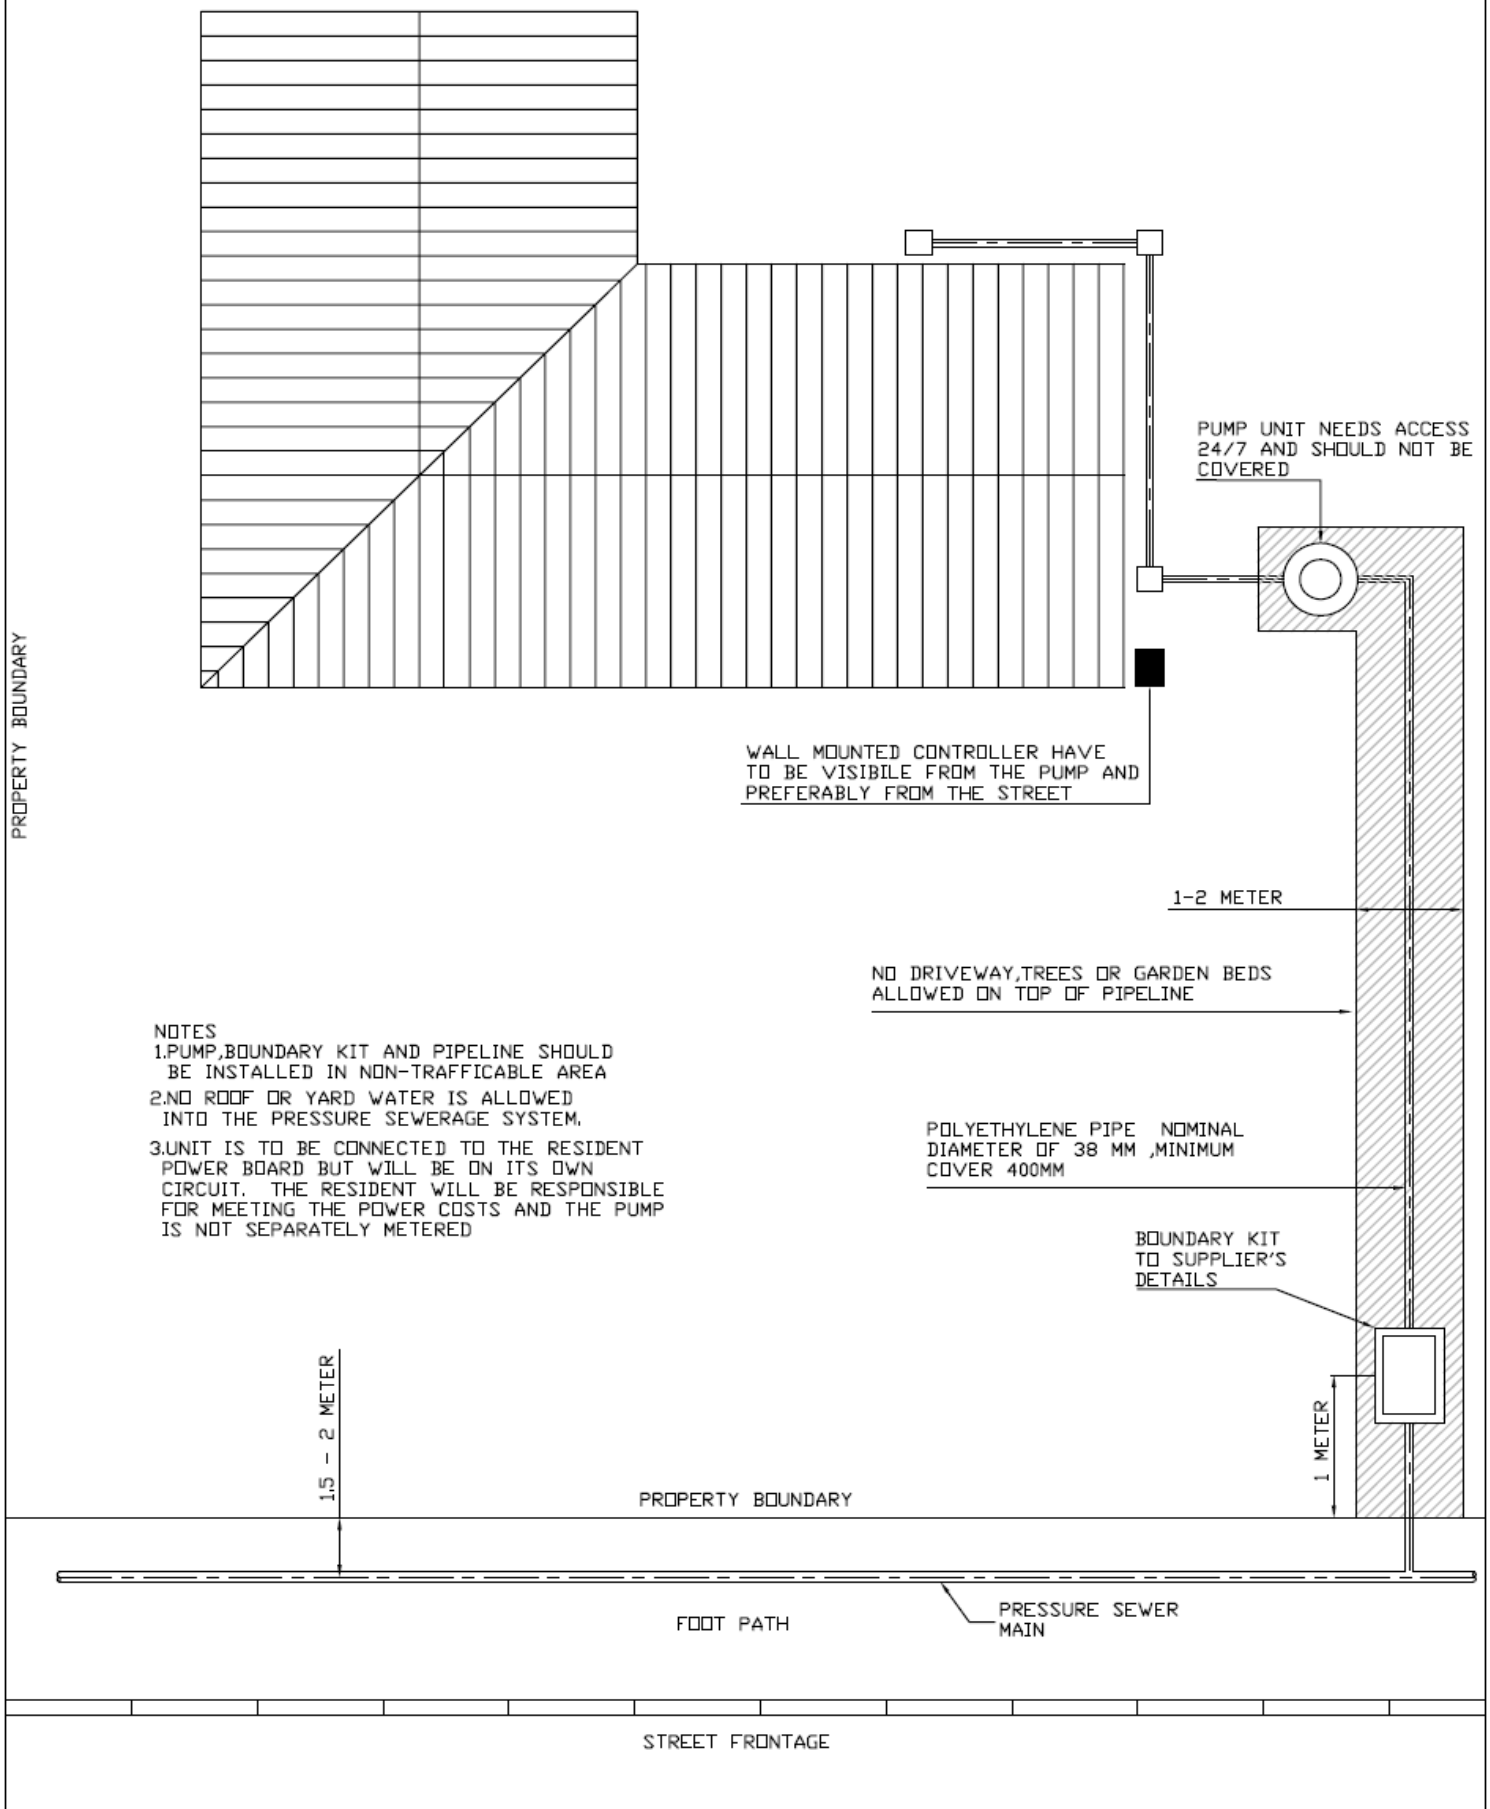 PUMP UNIT NEEDS ACCESS
24/7 AND SHOULD NOT BE
COVERED
PROPERTY BOUNDARY
WALL MOUNTED CONTROLLER HAVE
TO BE VISIBILE FROM THE PUMP AND
PREFERABLY FROM THE STREET
1-2 METER
NO DRIVEWAY,TREES OR GARDEN BEDS
ALLOWED ON TOP OF PIPELINE
NOTES
1.PUMP,BOUNDARY KIT AND PIPELINE SHOULD
BE INSTALLED IN NON-TRAFFICABLE AREA
2.NO ROOF OR YARD WATER IS ALLOWED
INTO THE PRESSURE SEWERAGE SYSTEM.
3.UNIT IS TO BE CONNECTED TO THE RESIDENT
POWER BOARD BUT WILL BE ON ITS OWN
CIRCUIT. THE RESIDENT WILL BE RESPONSIBLE
FOR MEETING THE POWER COSTS AND THE PUMP
IS NOT SEPARATELY METERED
POLYETHYLENE PIPE NOMINAL
DIAMETER OF 38 MM ,MINIMUM
COVER 400MM
BOUNDARY KIT
TO SUPPLIER'S
DETAILS
1.5 - 2 METER
1 METER
PROPERTY BOUNDARY
PRESSURE SEWER
MAIN
FOOT PATH
STREET FRONTAGE